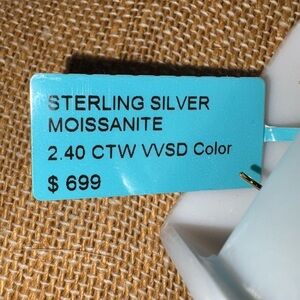 STERLING SILVER
MOISSANITE
2.40 CTW VVSD Color
$ 699